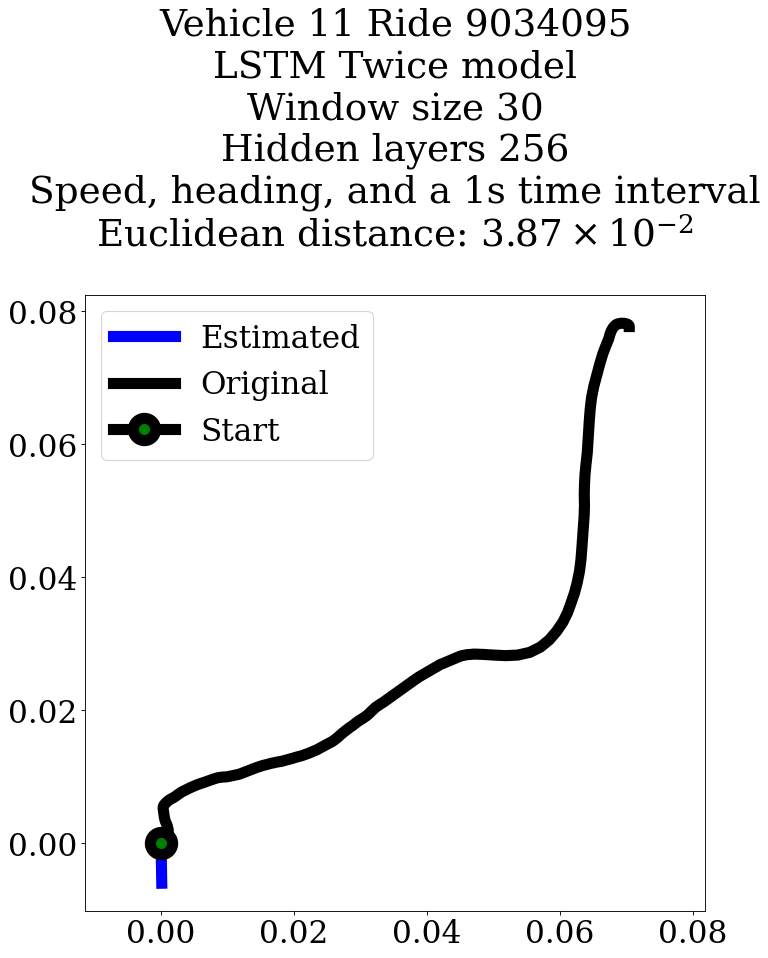 Vehicle 11 Ride 9034095
LSTM Twice model
Window size 30
Hidden layers 256
Speed, heading, and a 1s time interval
Euclidean distance: 3.87 × 10⁻²
Estimated
Original
Start
0.08
0.06
0.04
0.02
0.00
0.00 0.02 0.04 0.06 0.08